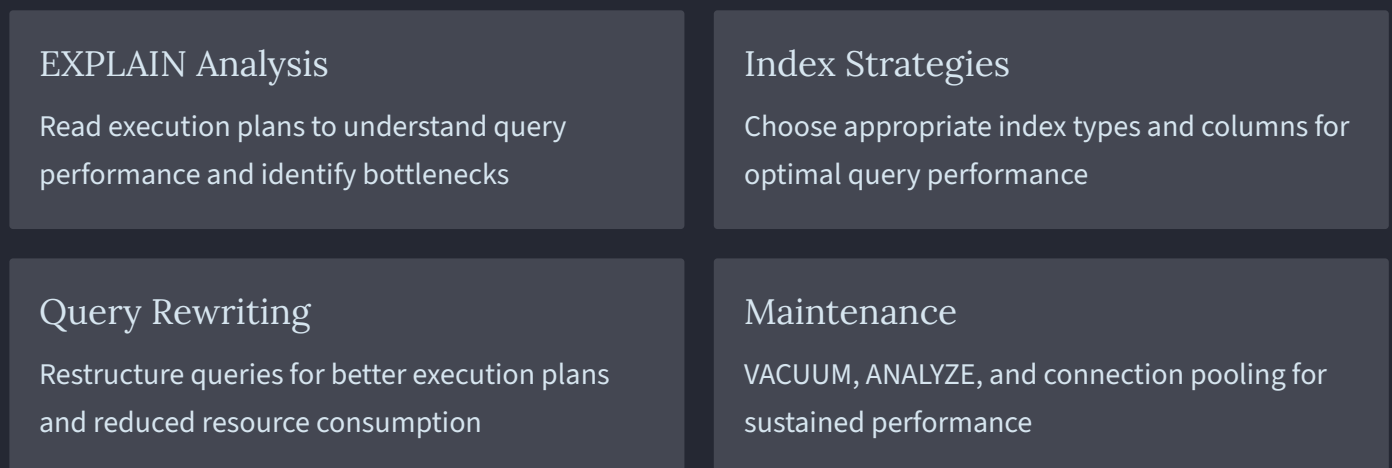 EXPLAIN Analysis
Read execution plans to understand query
performance and identify bottlenecks
Index Strategies
Choose appropriate index types and columns for
optimal query performance
Query Rewriting
Restructure queries for better execution plans
and reduced resource consumption
Maintenance
VACUUM, ANALYZE, and connection pooling for
sustained performance